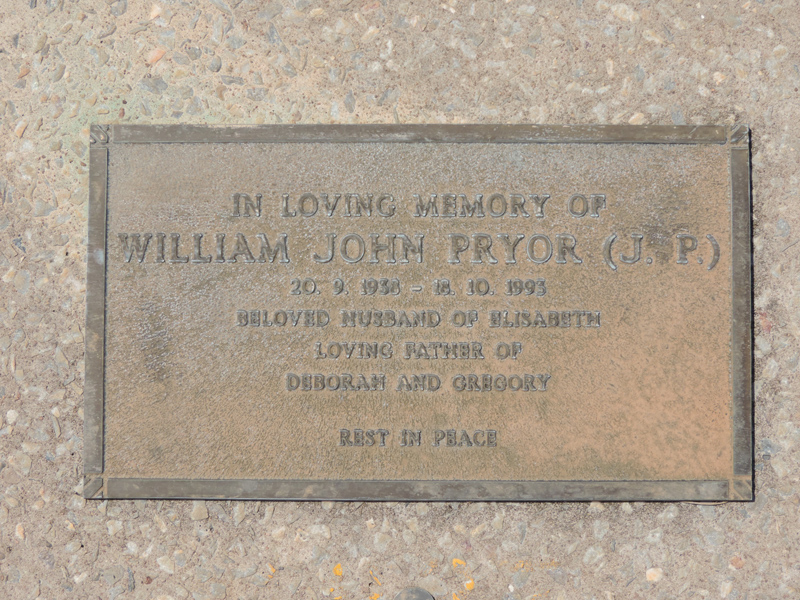 IN LOVING MEMORY OF
WILLIAM JOHN PRYOR (J. P.)
20. 9. 1938 - 18. 10. 1993
BELOVED HUSBAND OF ELISABETH
LOVING FATHER OF
DEBORAH AND GREGORY
REST IN PEACE